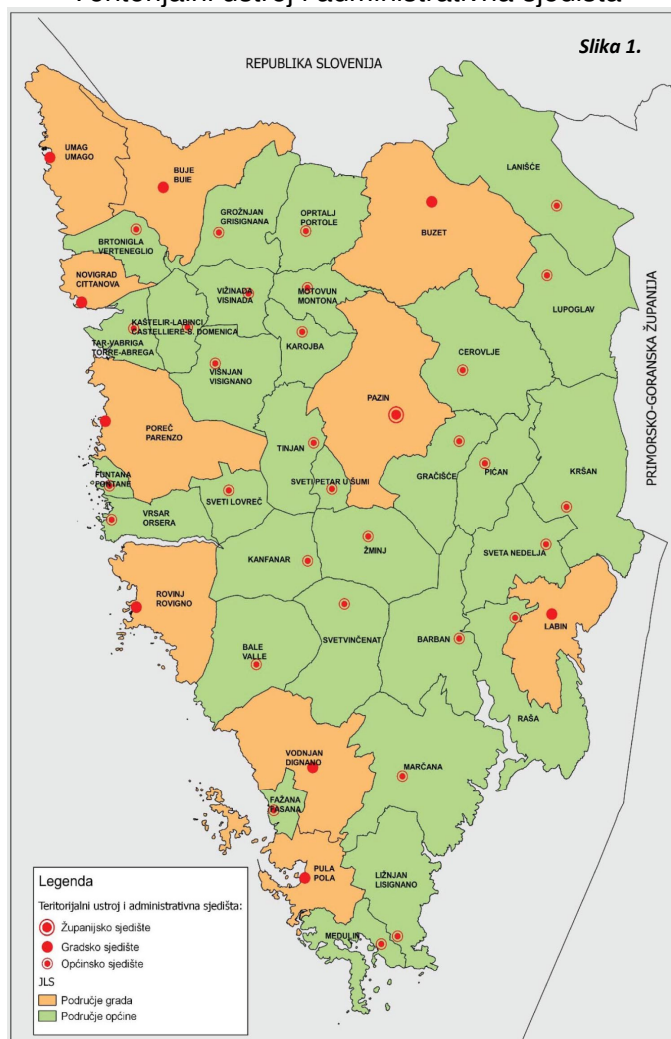 Teritorijalni ustroj i administrativna sjedišta
Slika 1.
REPUBLIKA SLOVENIJA
UMAG
UMAGO
BUJE
BUIE
LANIŠĆE
GROŽNJAN
GRISIGNANA
OPRTALJ
PORTOLE
BUZET
BRTONIGLA
VERTENEGLIO
NOVIGRAD
CITTANOVA
VIŽINADA
VISINADA
MOTOVUN
MONTONA
LUPOGLAV
PRIMORSKO-GORANSKA ŽUPANIJA
KAŠTELIR-LABINCI
CASTELLIERE-S. DOMENICA
TAR-VABRIGA
TORRE-ABREGA
KAROJBA
CEROVLJE
VIŠNJAN
VISIGNANO
PAZIN
POREČ
PARENZO
TINJAN
GRAČIŠĆE
PIĆAN
KRŠAN
FUNTANA
FONTANE
SVETI LOVREČ
SVETI PETAR U ŠUMI
VRSAR
ORSERA
KANFANAR
ŽMINJ
SVETA NEDELJA
ROVINJ
ROVIGNO
SVETVINČENAT
BARBAN
LABIN
BALE
VALLE
RAŠA
VODNJAN
DIGNANO
MARČANA
FAŽANA
FASANA
PULA
POLA
LIŽNJAN
LISIGNANO
MEDULIN
Legenda
Teritorijalni ustroj i administrativna sjedišta:
Županijsko sjedište
Gradsko sjedište
Općinsko sjedište
JLS
Područje grada
Područje općine